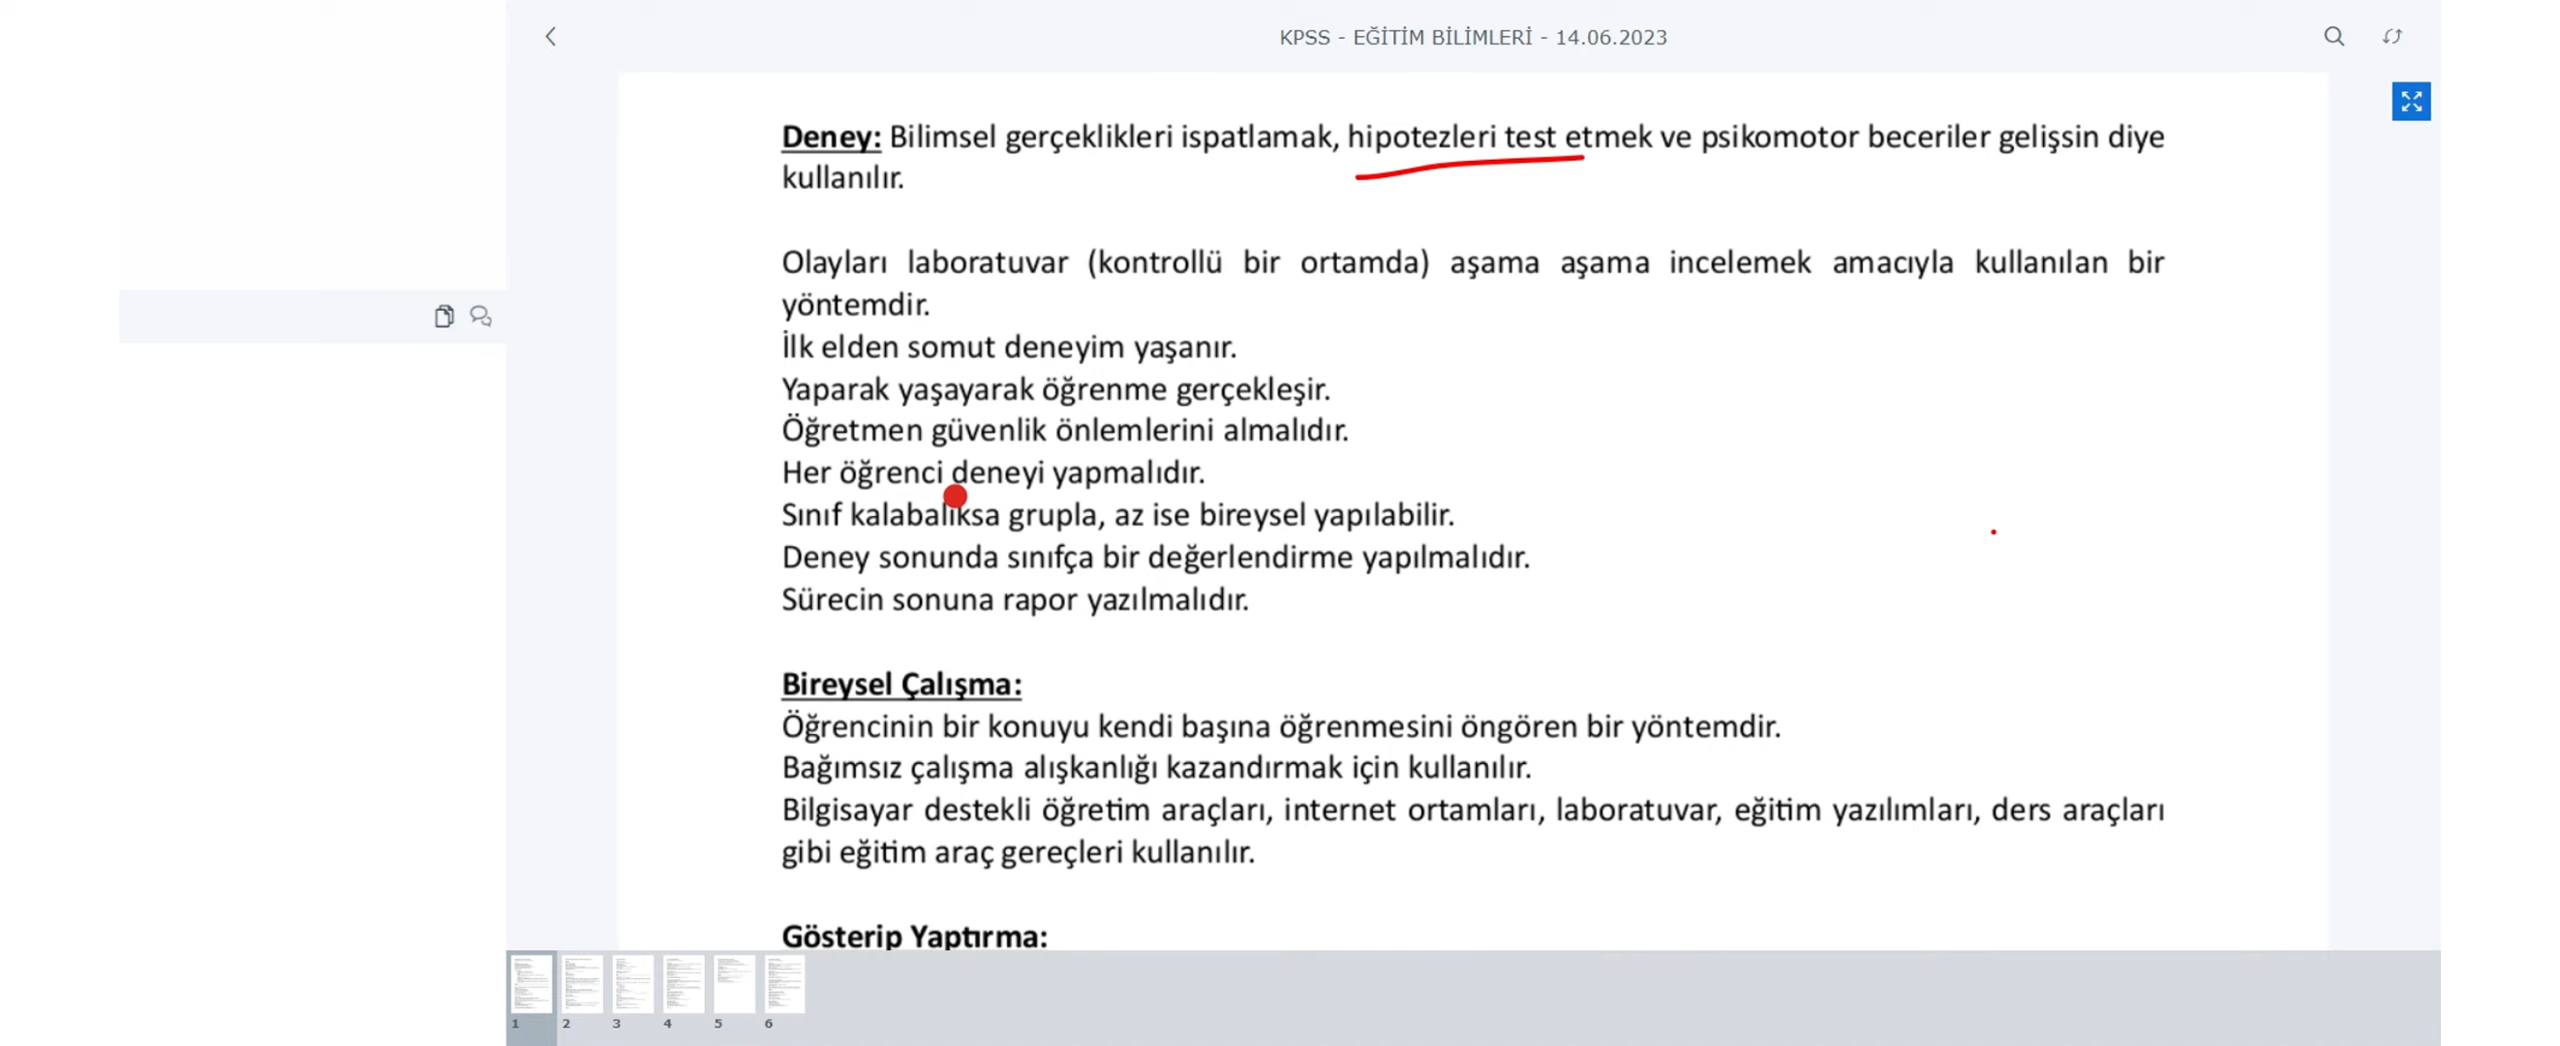 KPSS - EĞİTİM BİLİMLERİ - 14.06.2023
Deney: Bilimsel gerçeklikleri ispatlamak, hipotezleri test etmek ve psikomotor beceriler gelişsin diye
kullanılır.
Olayları laboratuvar (kontrollü bir ortamda) aşama aşama incelemek amacıyla kullanılan bir
yöntemdir.
İlk elden somut deneyim yaşanır.
Yaparak yaşayarak öğrenme gerçekleşir.
Öğretmen güvenlik önlemlerini almalıdır.
Her öğrenci deneyi yapmalıdır.
Sınıf kalabalıksa grupla, az ise bireysel yapılabilir.
Deney sonunda sınıfça bir değerlendirme yapılmalıdır.
Sürecin sonuna rapor yazılmalıdır.
Bireysel Çalışma:
Öğrencinin bir konuyu kendi başına öğrenmesini öngören bir yöntemdir.
Bağımsız çalışma alışkanlığı kazandırmak için kullanılır.
Bilgisayar destekli öğretim araçları, internet ortamları, laboratuvar, eğitim yazılımları, ders araçları
gibi eğitim araç gereçleri kullanılır.
Gösterip Yaptırma:
1 2 3 4 5 6